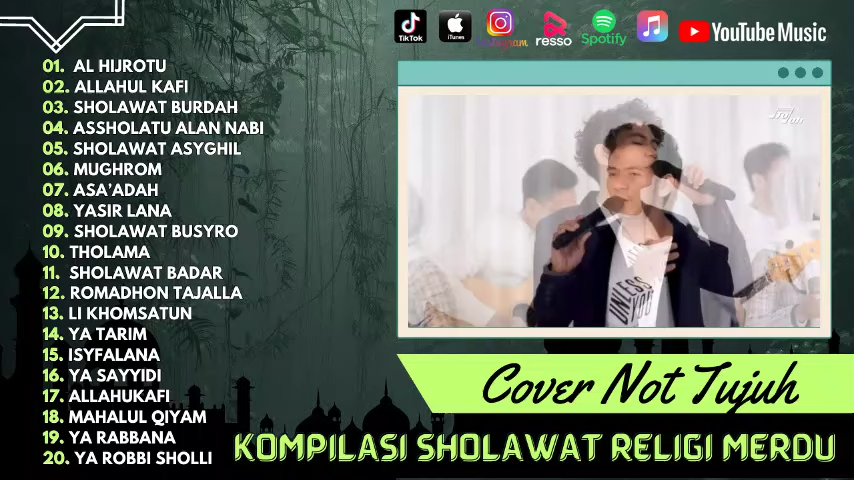 TikTok
iTunes
Instagram
resso
Spotify
YouTube Music
01. AL HIJROTU
02. ALLAHUL KAFI
03. SHOLAWAT BURDAH
04. ASSHOLATU ALAN NABI
05. SHOLAWAT ASYGHIL
06. MUGHROM
07. ASA'ADAH
08. YASIR LANA
09. SHOLAWAT BUSYRO
10. THOLAMA
11. SHOLAWAT BADAR
12. ROMADHON TAJALLA
13. LI KHOMSATUN
14. YA TARIM
15. ISYFALANA
16. YA SAYYIDI
17. ALLAHUKAFI
18. MAHALUL QIYAM
19. YA RABBANA
20. YA ROBBI SHOLLI
UNLESS
YOU
Cover Not Tujuh
KOMPILASI SHOLAWAT RELIGI MERDU